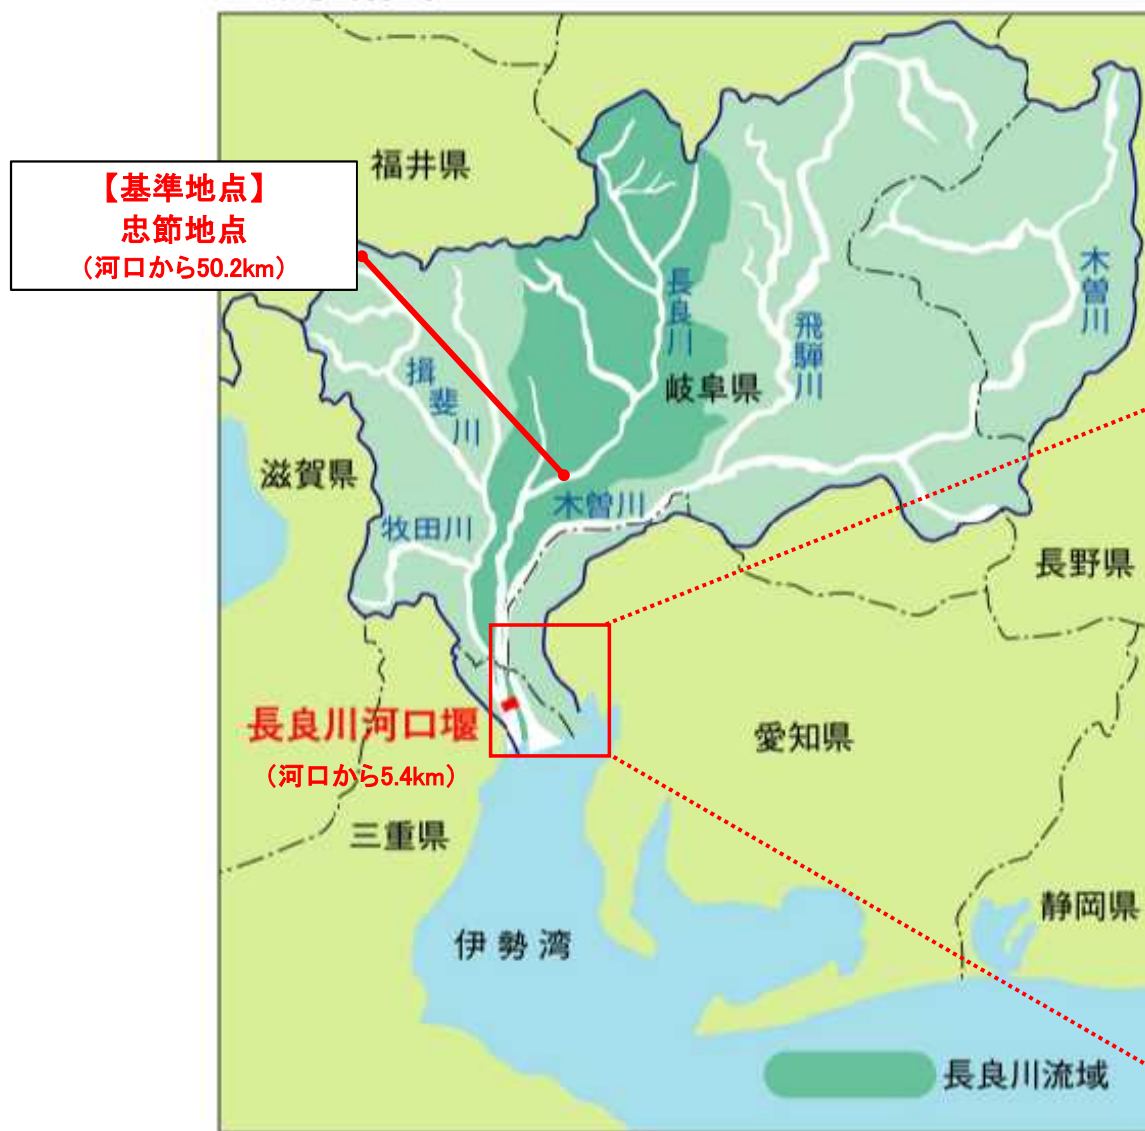 福井県
【基準地点】
忠節地点
（河口から50.2km）
木曽川
長良川
飛騨川
揖斐川
岐阜県
滋賀県
木曽川
牧田川
長野県
長良川河口堰
（河口から5.4km）
愛知県
三重県
静岡県
伊勢湾
長良川流域